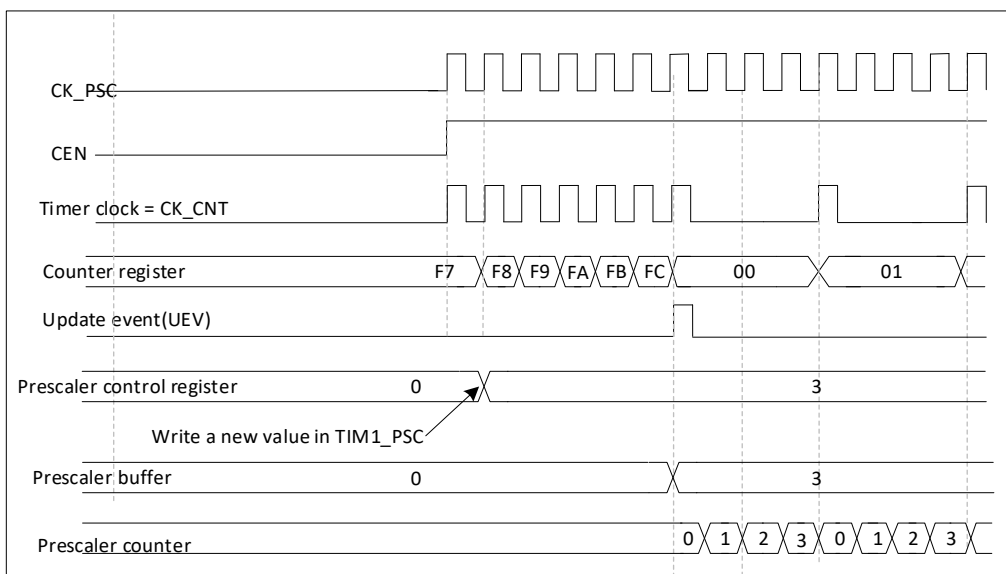 CK_PSC
CEN
Timer clock = CK_CNT
Counter register F7 F8 F9 FA FB FC 00 01
Update event(UEV)
Prescaler control register 0 3
Write a new value in TIM1_PSC
Prescaler buffer 0 3
Prescaler counter 0 1 2 3 0 1 2 3